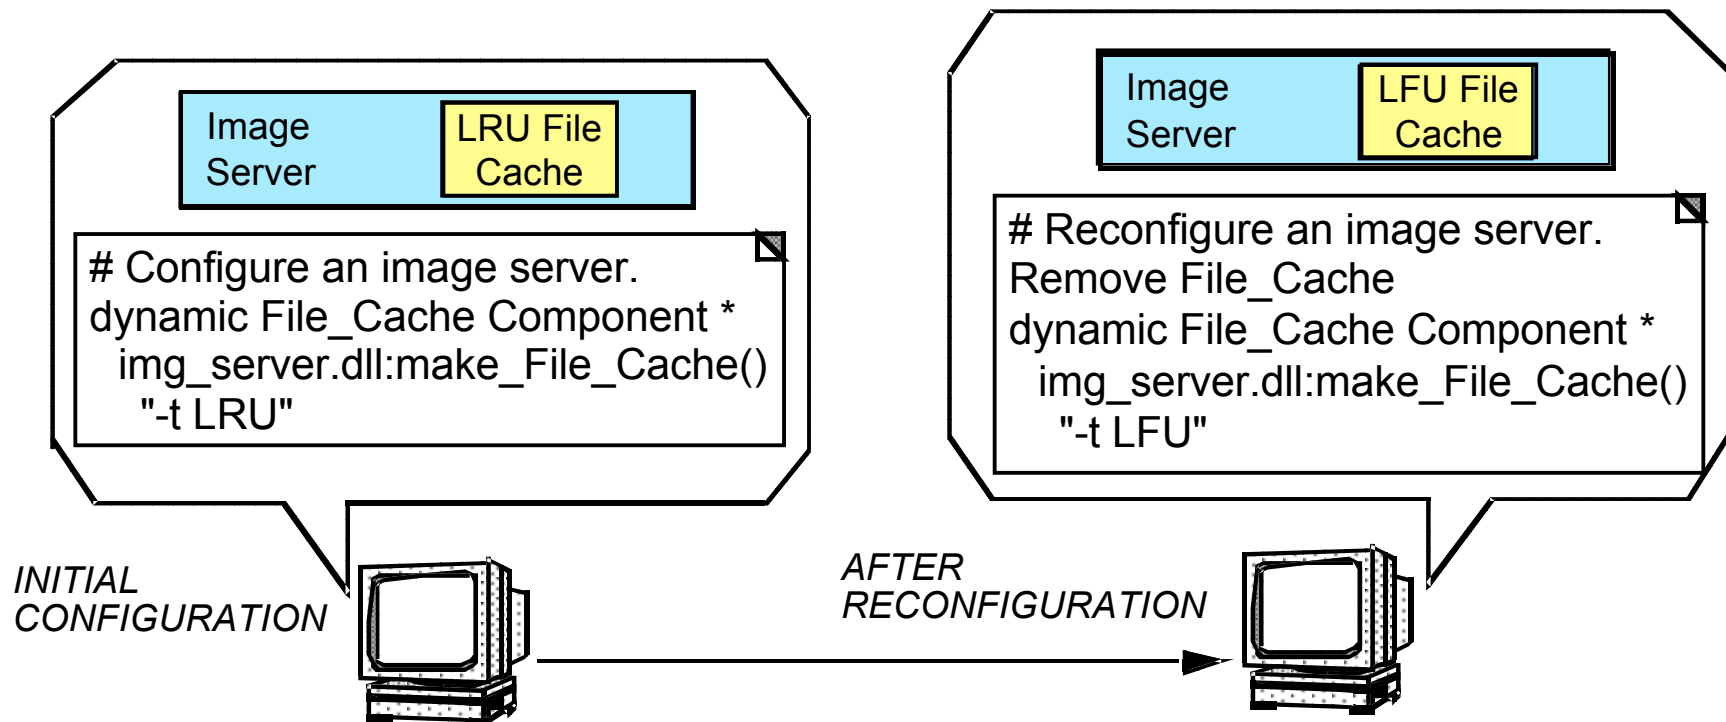 Image
Server
LRU File
Cache
# Configure an image server.
dynamic File_Cache Component *
img_server.dll:make_File_Cache()
"-t LRU"
INITIAL
CONFIGURATION
Image
Server
LFU File
Cache
# Reconfigure an image server.
Remove File_Cache
dynamic File_Cache Component *
img_server.dll:make_File_Cache()
"-t LFU"
AFTER
RECONFIGURATION